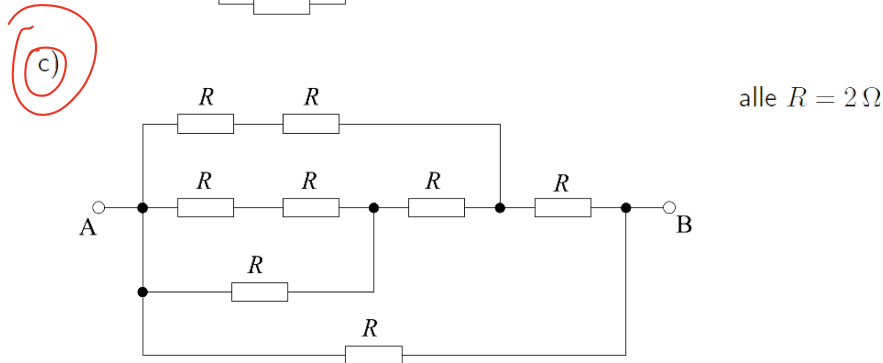 c)
alle R = 2 Ω
R R
R R R R
A B
R
R